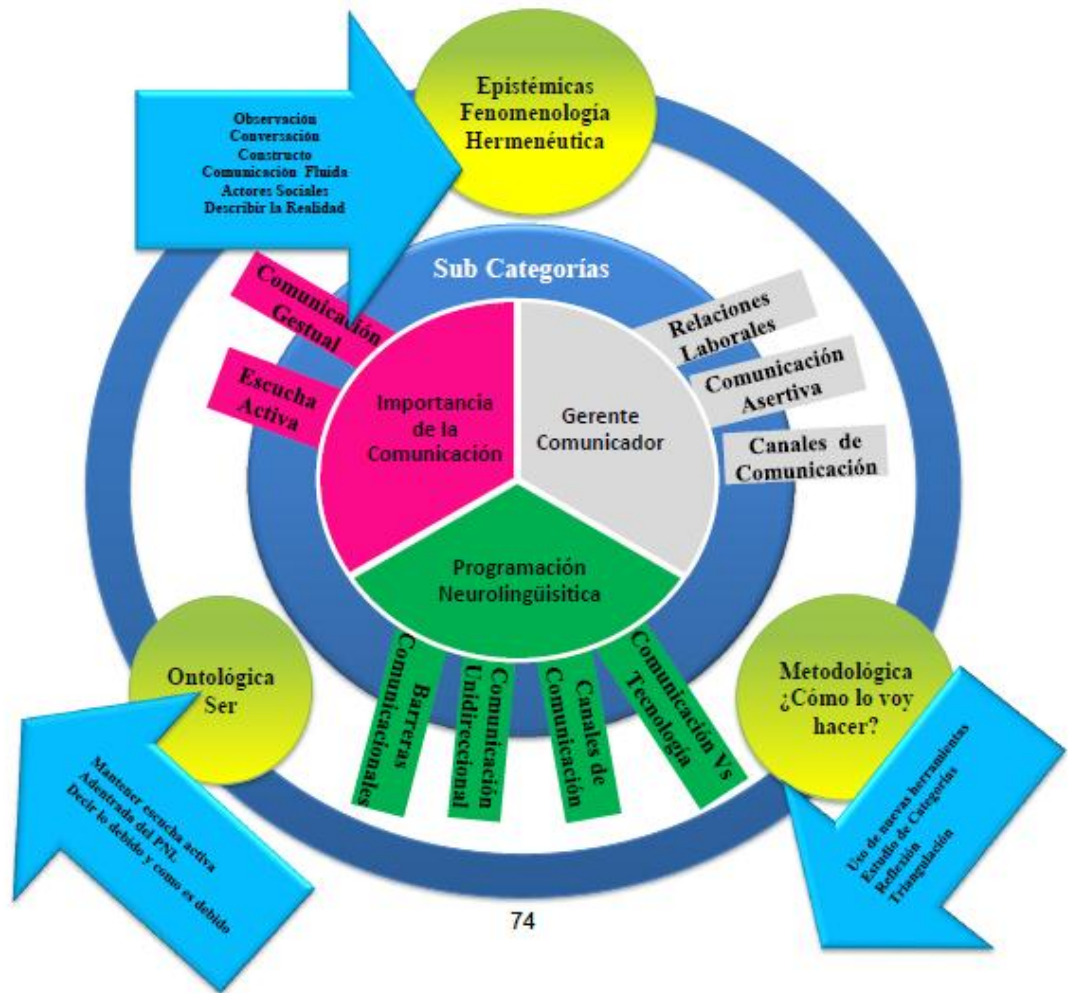 Epistémicas
Fenomenología
Hermenéutica
Observación
Conversación
Constructo
Comunicación Fluida
Actores Sociales
Describir la Realidad
Sub Categorías
Comunicación
Gestual
Escucha
Activa
Relaciones
Laborales
Comunicación
Asertiva
Canales de
Comunicación
Importancia
de la
Comunicación
Gerente
Comunicador
Programación
Neurolingüisitica
Barreras
Comunicacionales
Comunicación
Unidireccional
Canales de
Comunicación
Comunicación Vs
Tecnología
Ontológica
Ser
Mantener escucha activa
Adentrada del PNL
Decir lo debido y cómo es debido
Metodológica
¿Cómo lo voy
hacer?
Uso de nuevas herramientas
Estudio de Categorías
Reflexión
Triangulación
74